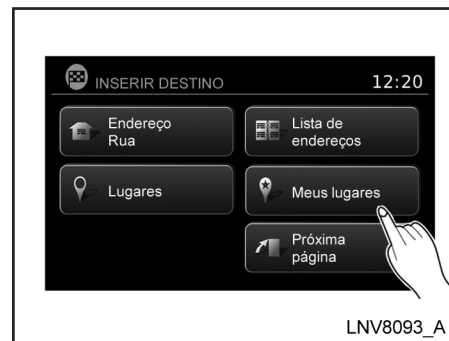 INSERIR DESTINO
12:20
Endereço
Rua
Lista de
endereços
Lugares
Meus lugares
Próxima
página
LNV8093_A